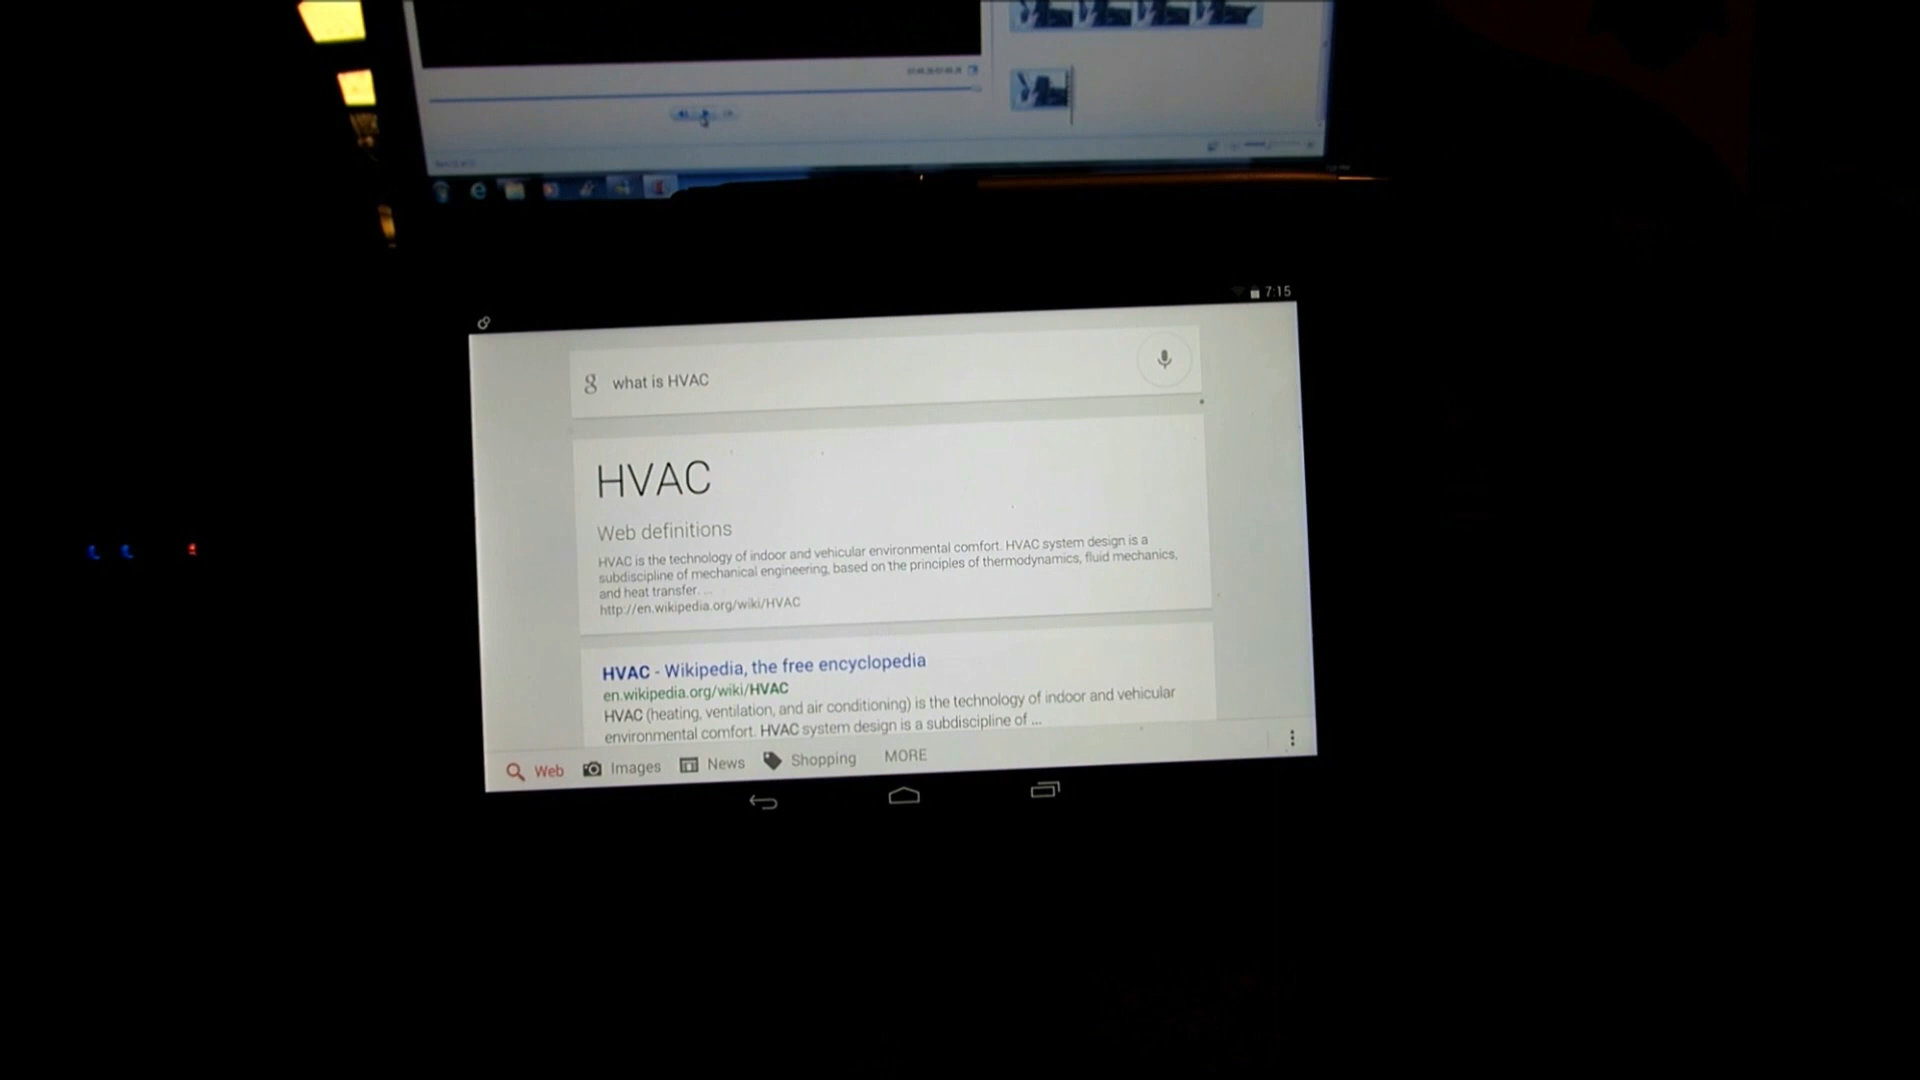 7:15
g what is HVAC
HVAC
Web definitions
HVAC is the technology of indoor and vehicular environmental comfort. HVAC system design is a
subdiscipline of mechanical engineering, based on the principles of thermodynamics, fluid mechanics,
and heat transfer. ...
http://en.wikipedia.org/wiki/HVAC
HVAC - Wikipedia, the free encyclopedia
en.wikipedia.org/wiki/HVAC
HVAC (heating, ventilation, and air conditioning) is the technology of indoor and vehicular
environmental comfort. HVAC system design is a subdiscipline of ...
Web Images News Shopping MORE